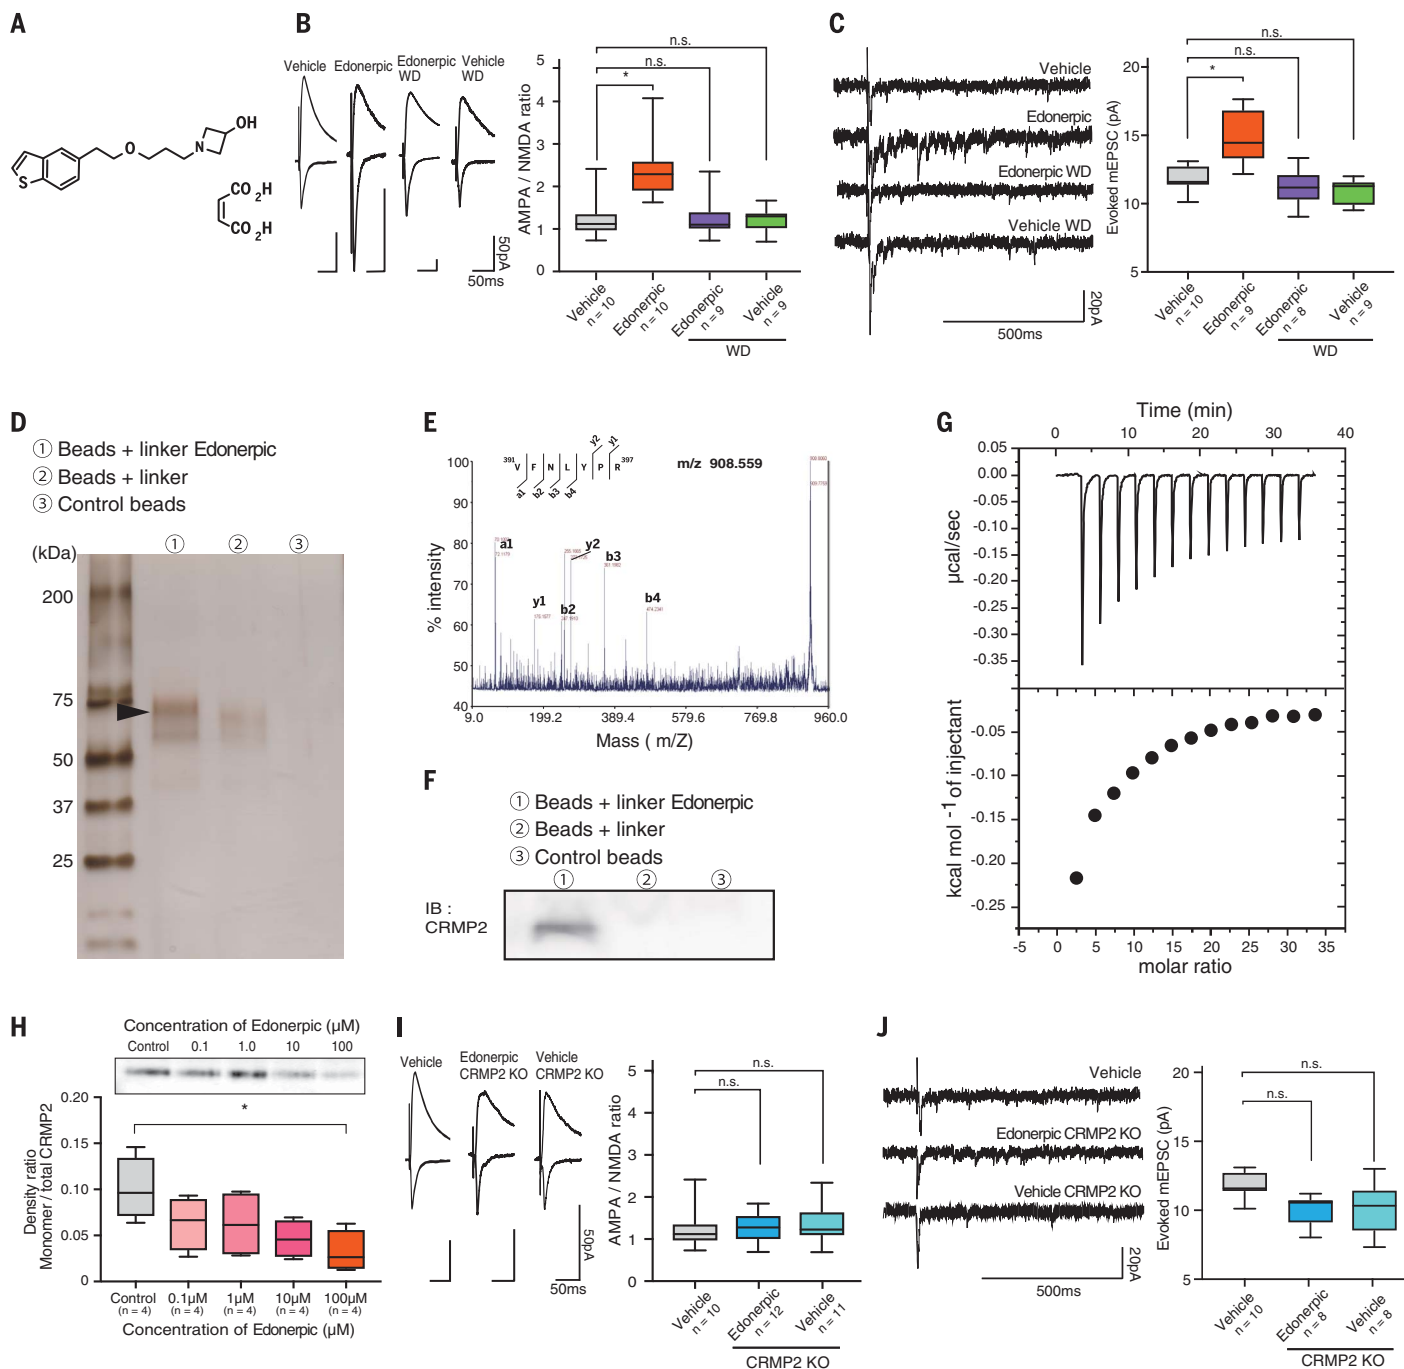 A
S
O
N
OH
CO2H
CO2H
B
Vehicle
Edonerpic
Edonerpic
WD
Vehicle
WD
50pA
50ms
AMPA / NMDA ratio
5
4
3
2
1
0
n.s.
n.s.
*
Vehicle
n = 10
Edonerpic
n = 10
Edonerpic
n = 9
Vehicle
n = 9
WD
C
Vehicle
Edonerpic
Edonerpic WD
Vehicle WD
20pA
500ms
Evoked mEPSC (pA)
20
15
10
5
n.s.
n.s.
*
Vehicle
n = 10
Edonerpic
n = 9
Edonerpic
n = 8
Vehicle
n = 9
WD
D
① Beads + linker Edonerpic
② Beads + linker
③ Control beads
(kDa)
① ② ③
200
75
50
37
25
E
391 V F N L Y P R 397
y2 y1
a1 b2 b3 b4
m/z 908.559
% intensity
100
90
80
70
60
50
40
a1
y2
b3
y1
b2
b4
9.0 199.2 389.4 579.6 769.8 960.0
Mass ( m/Z)
F
① Beads + linker Edonerpic
② Beads + linker
③ Control beads
① ② ③
IB :
CRMP2
G
Time (min)
0 10 20 30 40
0.05
0.00
-0.05
-0.10
-0.15
-0.20
-0.25
-0.30
-0.35
µcal/sec
-0.05
-0.10
-0.15
-0.20
-0.25
kcal mol -1 of injectant
-5 0 5 10 15 20 25 30 35
molar ratio
H
Concentration of Edonerpic (µM)
Control 0.1 1.0 10 100
Density ratio
Monomer / total CRMP2
0.20
0.15
0.10
0.05
0
*
Control 0.1µM 1µM 10µM 100µM
(n = 4) (n = 4) (n = 4) (n = 4) (n = 4)
Concentration of Edonerpic (µM)
I
Vehicle
Edonerpic
CRMP2 KO
Vehicle
CRMP2 KO
50pA
50ms
AMPA / NMDA ratio
5
4
3
2
1
0
n.s.
n.s.
Vehicle
n = 10
Edonerpic
n = 12
Vehicle
n = 11
CRMP2 KO
J
Vehicle
Edonerpic CRMP2 KO
Vehicle CRMP2 KO
20pA
500ms
Evoked mEPSC (pA)
20
15
10
5
n.s.
n.s.
Vehicle
n = 10
Edonerpic
n = 8
Vehicle
n = 8
CRMP2 KO